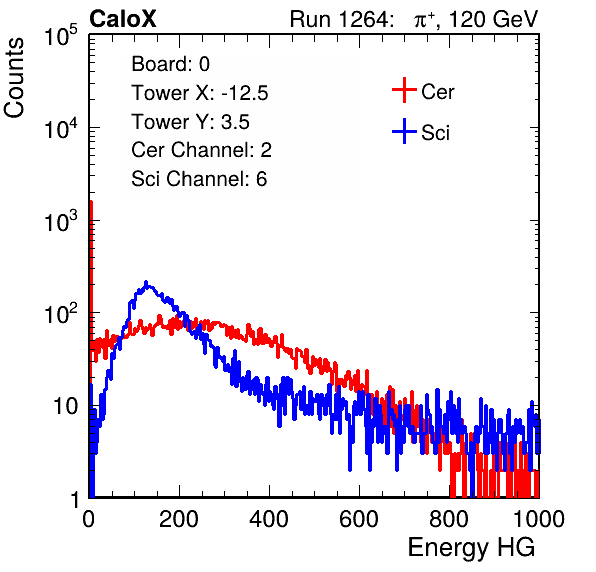 CaloX Run 1264: π⁺, 120 GeV
Counts
10⁵
10⁴
10³
10²
10
1
Board: 0
Tower X: -12.5
Tower Y: 3.5
Cer Channel: 2
Sci Channel: 6
Cer
Sci
0 200 400 600 800 1000
Energy HG